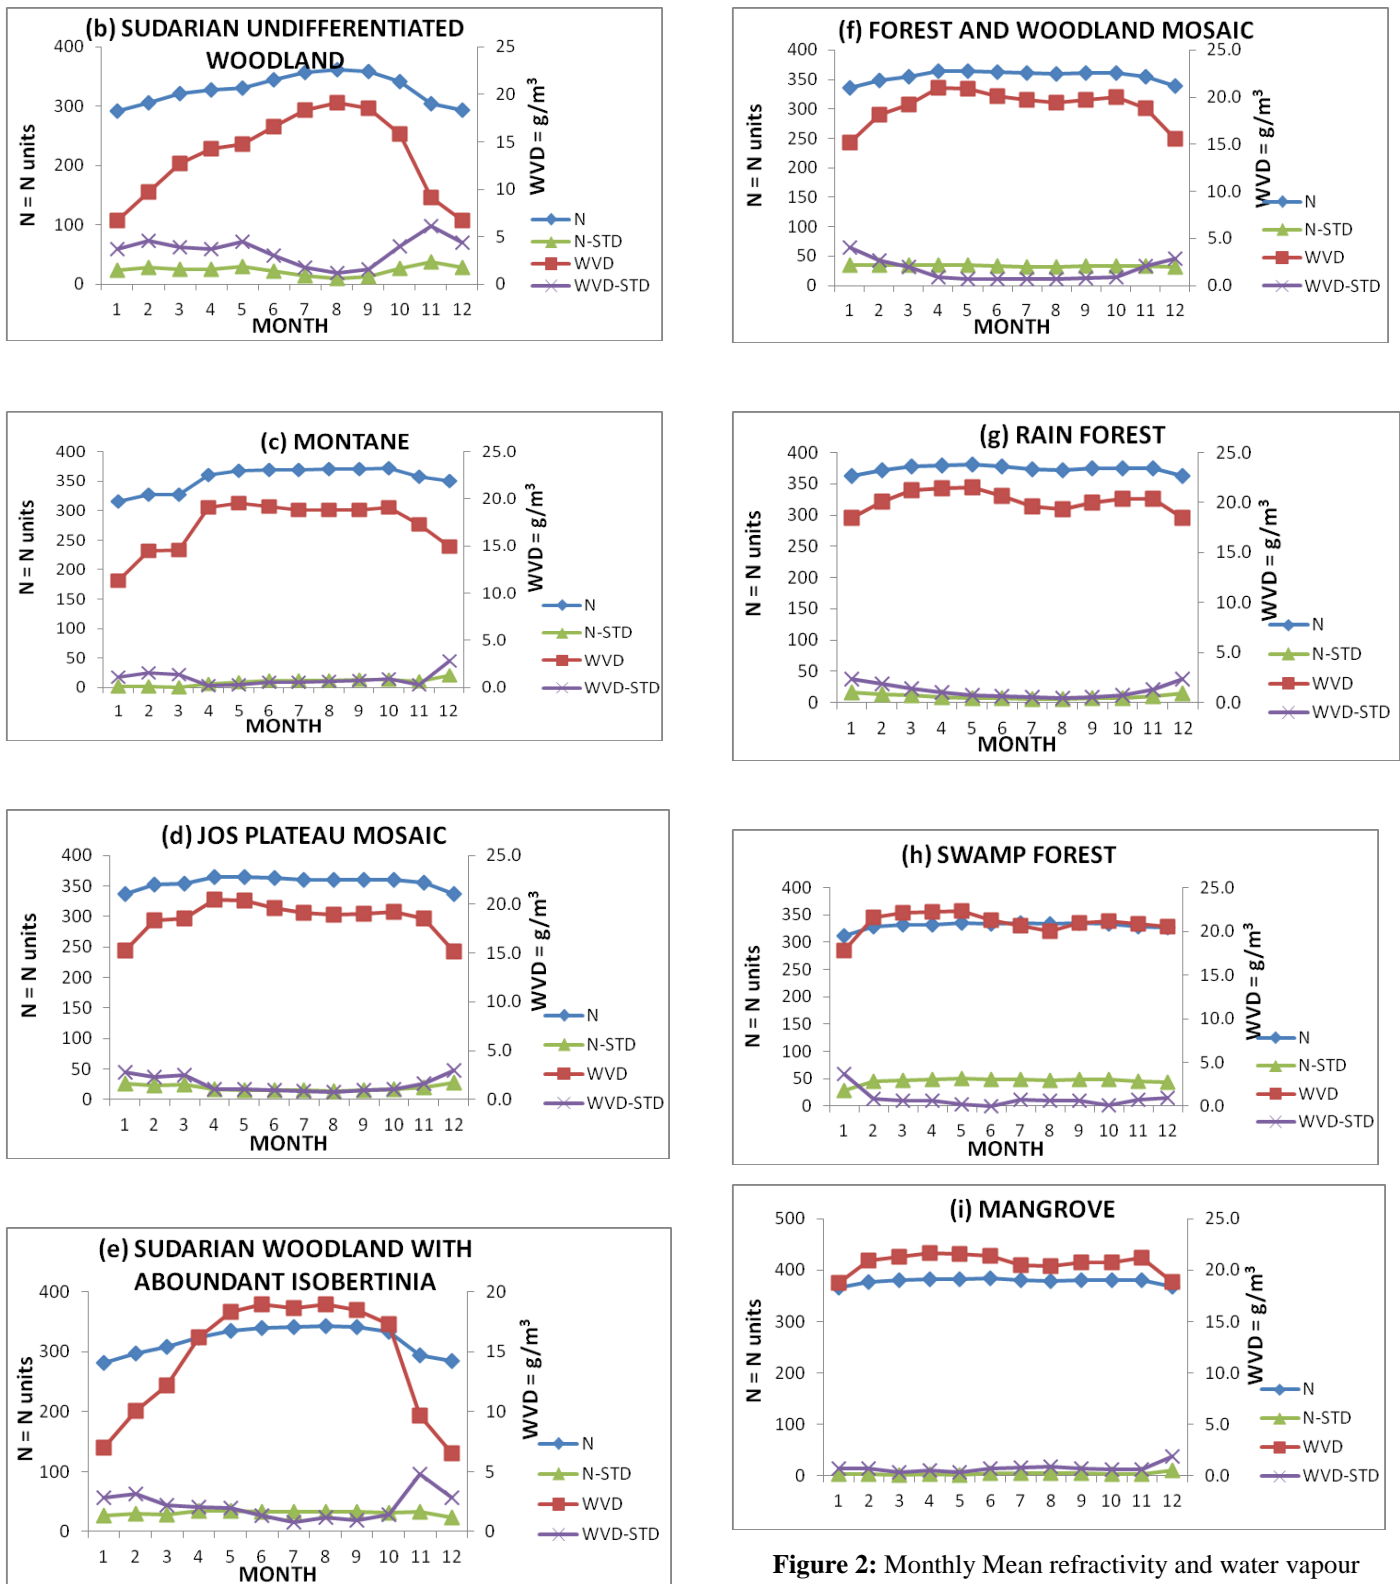 (b) SUDARIAN UNDIFFERENTIATED
WOODLAND
400
300
200
100
0
N = N units
25
20
15
10
5
0
WVD = g/m³
1 2 3 4 5 6 7 8 9 10 11 12
MONTH
N
N-STD
WVD
WVD-STD
(c) MONTANE
400
350
300
250
200
150
100
50
0
N = N units
25.0
20.0
15.0
10.0
5.0
0.0
WVD = g/m³
1 2 3 4 5 6 7 8 9 10 11 12
MONTH
N
N-STD
WVD
WVD-STD
(d) JOS PLATEAU MOSAIC
400
350
300
250
200
150
100
50
0
N = N units
25.0
20.0
15.0
10.0
5.0
0.0
WVD = g/m³
1 2 3 4 5 6 7 8 9 10 11 12
MONTH
N
N-STD
WVD
WVD-STD
(e) SUDARIAN WOODLAND WITH
ABOUNDANT ISOBERTINIA
400
300
200
100
0
N = N units
20
15
10
5
0
WVD = g/m³
1 2 3 4 5 6 7 8 9 10 11 12
MONTH
N
N-STD
WVD
WVD-STD
(f) FOREST AND WOODLAND MOSAIC
400
350
300
250
200
150
100
50
0
N = N units
25.0
20.0
15.0
10.0
5.0
0.0
WVD = g/m³
1 2 3 4 5 6 7 8 9 10 11 12
MONTH
N
N-STD
WVD
WVD-STD
(g) RAIN FOREST
400
350
300
250
200
150
100
50
0
N = N units
25.0
20.0
15.0
10.0
5.0
0.0
WVD = g/m³
1 2 3 4 5 6 7 8 9 10 11 12
MONTH
N
N-STD
WVD
WVD-STD
(h) SWAMP FOREST
400
350
300
250
200
150
100
50
0
N = N units
25.0
20.0
15.0
10.0
5.0
0.0
WVD = g/m³
1 2 3 4 5 6 7 8 9 10 11 12
MONTH
N
N-STD
WVD
WVD-STD
(i) MANGROVE
500
400
300
200
100
0
N = N units
25.0
20.0
15.0
10.0
5.0
0.0
WVD = g/m³
1 2 3 4 5 6 7 8 9 10 11 12
MONTH
N
N-STD
WVD
WVD-STD
Figure 2: Monthly Mean refractivity and water vapour